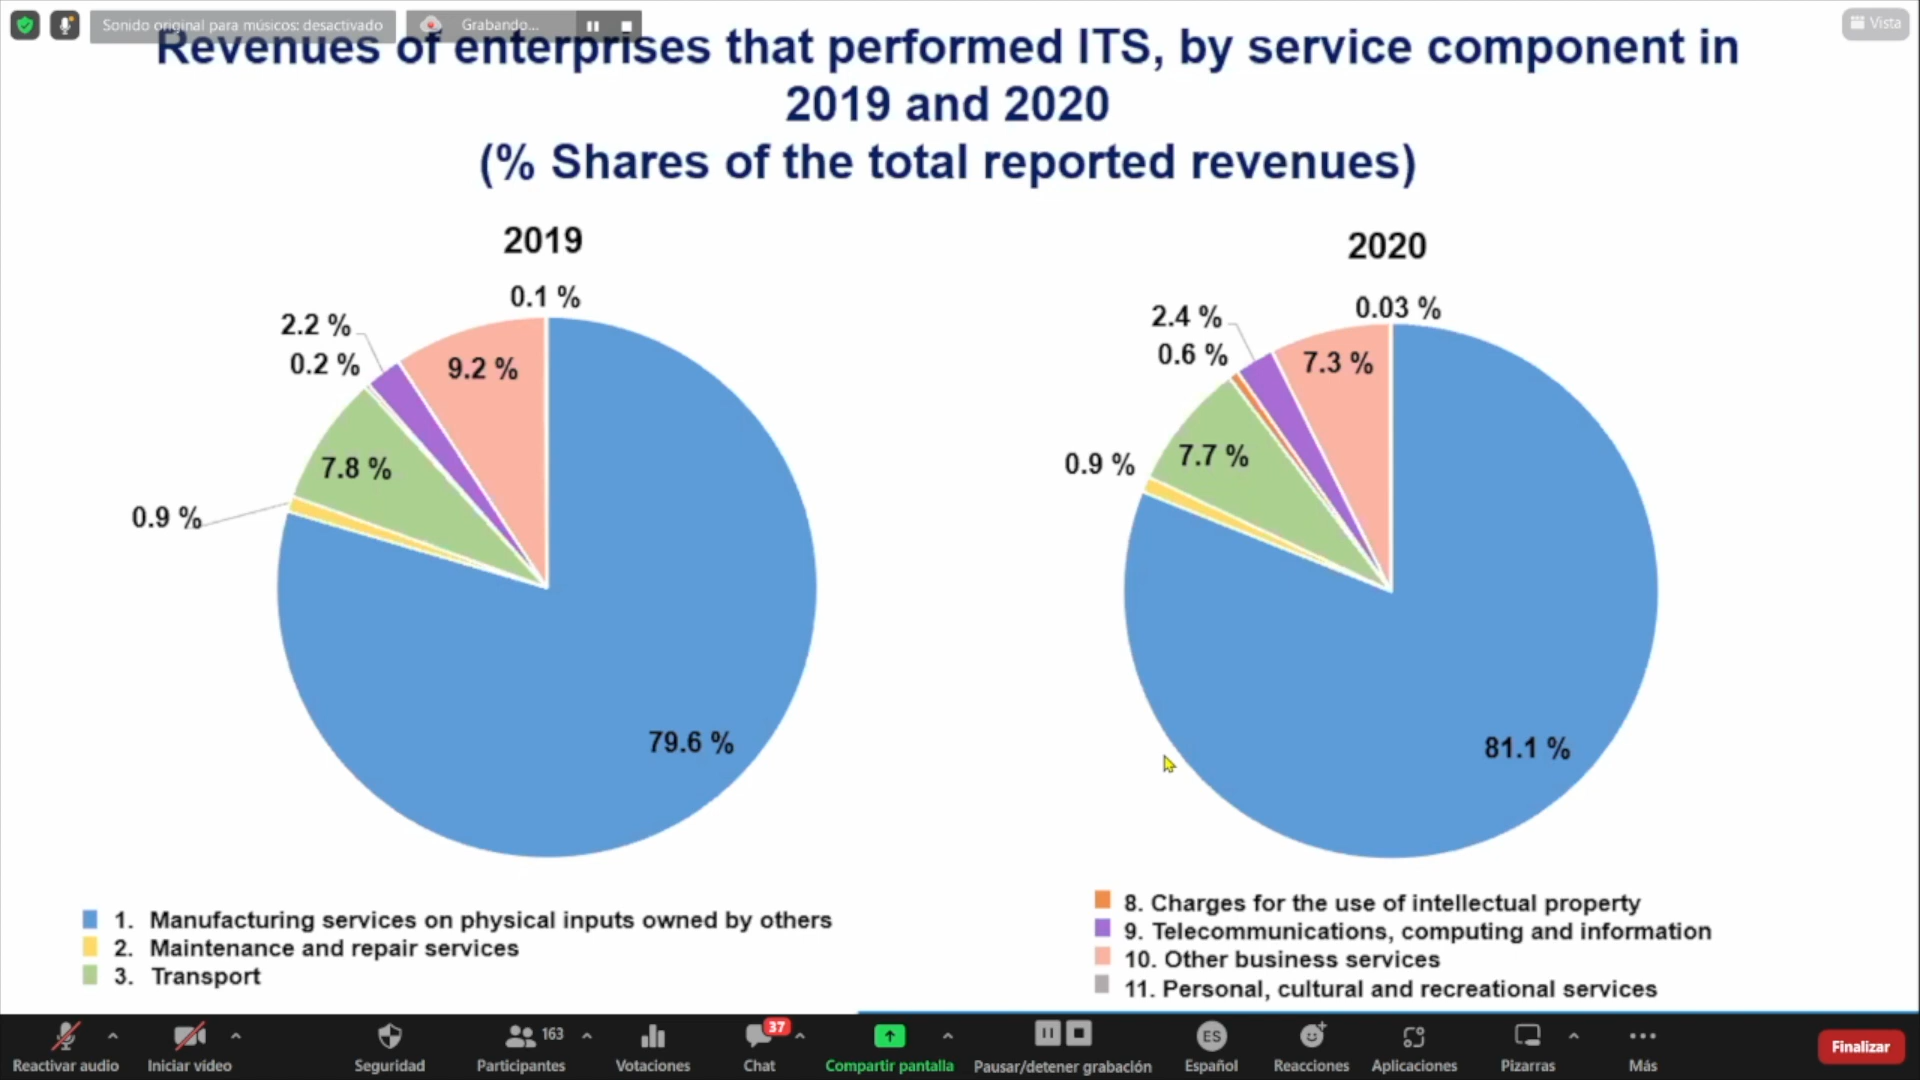 Sonido original para músicos: desactivado
Grabando...
Vista
Revenues of enterprises that performed ITS, by service component in
2019 and 2020
(% Shares of the total reported revenues)
2019
0.1 %
2.2 %
0.2 %
9.2 %
7.8 %
0.9 %
79.6 %
2020
0.03 %
2.4 %
0.6 %
7.3 %
7.7 %
0.9 %
81.1 %
1. Manufacturing services on physical inputs owned by others
2. Maintenance and repair services
3. Transport
8. Charges for the use of intellectual property
9. Telecommunications, computing and information
10. Other business services
11. Personal, cultural and recreational services
163
37
ES
Reactivar audio
Iniciar vídeo
Seguridad
Participantes
Votaciones
Chat
Compartir pantalla
Pausar/detener grabación
Español
Reacciones
Aplicaciones
Pizarras
Más
Finalizar